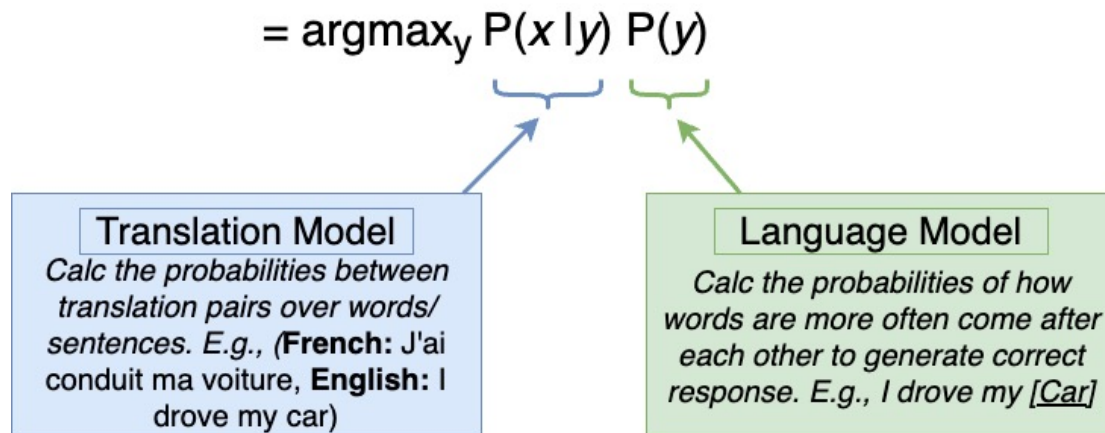 = argmaxy P(x|y) P(y)
Translation Model
Calc the probabilities between
translation pairs over words/
sentences. E.g., (French: J'ai
conduit ma voiture, English: I
drove my car)
Language Model
Calc the probabilities of how
words are more often come after
each other to generate correct
response. E.g., I drove my [Car]